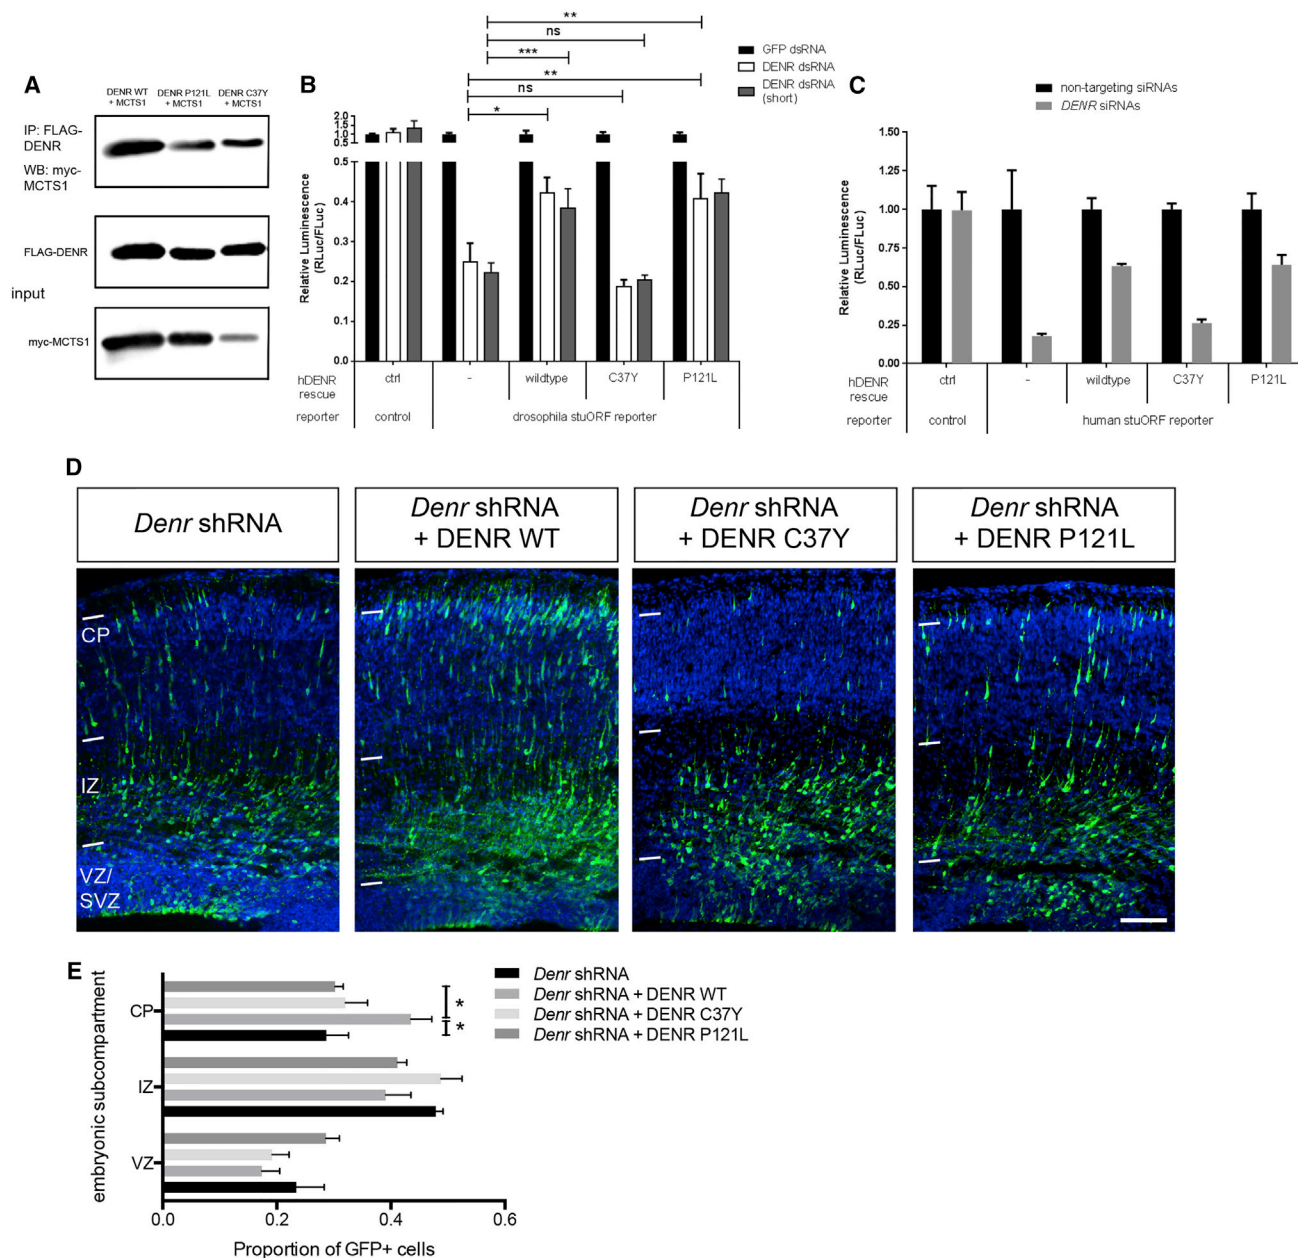 A
DENR WT
+ MCTS1
DENR P121L
+ MCTS1
DENR C37Y
+ MCTS1
IP: FLAG-
DENR
WB: myc-
MCTS1
FLAG-DENR
input
myc-MCTS1
B
**
ns
***
**
ns
*
GFP dsRNA
DENR dsRNA
DENR dsRNA
(short)
Relative Luminescence
(RLuc/FLuc)
2.0
1.5
1.0
0.5
0.5
0.4
0.3
0.2
0.1
0.0
hDENR
rescue
ctrl
-
wildtype
C37Y
P121L
reporter
control
drosophila stuORF reporter
C
non-targeting siRNAs
DENR siRNAs
Relative Luminescence
(RLuc/FLuc)
1.50
1.25
1.00
0.75
0.50
0.25
0.00
hDENR
rescue
ctrl
-
wildtype
C37Y
P121L
reporter
control
human stuORF reporter
D
Denr shRNA
Denr shRNA
+ DENR WT
Denr shRNA
+ DENR C37Y
Denr shRNA
+ DENR P121L
CP
IZ
VZ/
SVZ
E
embryonic subcompartment
CP
IZ
VZ
*
*
Denr shRNA
Denr shRNA + DENR WT
Denr shRNA + DENR C37Y
Denr shRNA + DENR P121L
0.0
0.2
0.4
0.6
Proportion of GFP+ cells